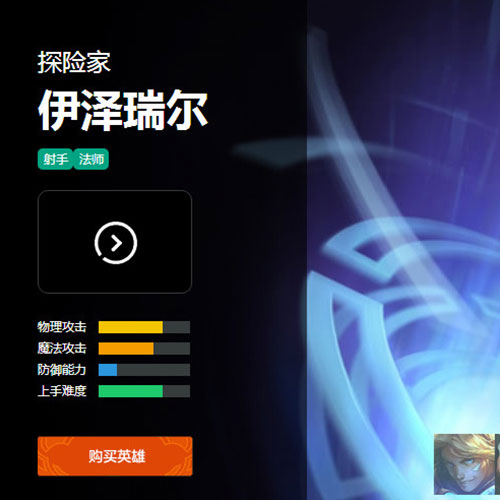 探险家
伊泽瑞尔
射手 法师
物理攻击
魔法攻击
防御能力
上手难度
购买英雄